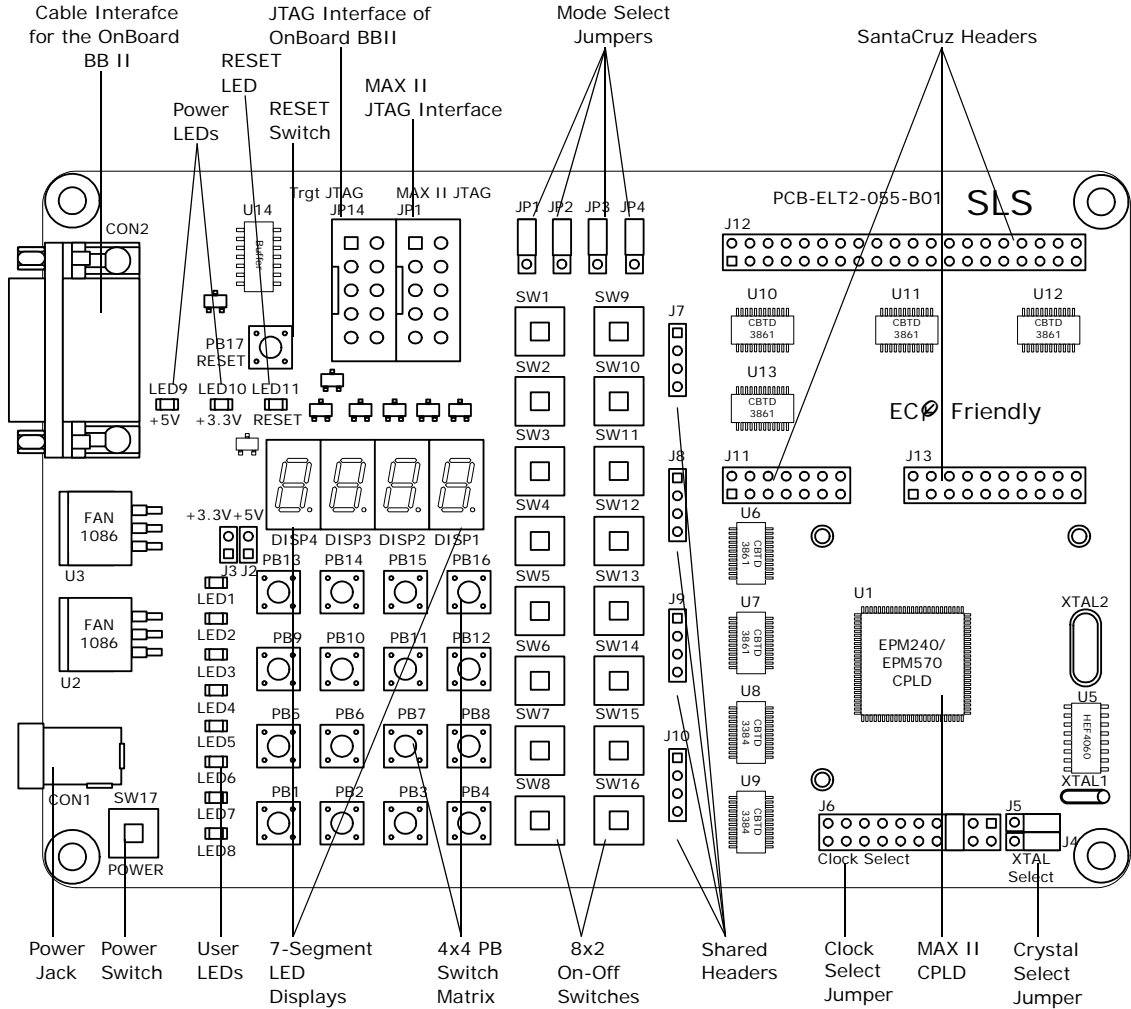 Cable Interafce
for the OnBoard
BB II
JTAG Interface of
OnBoard BBII
Mode Select
Jumpers
SantaCruz Headers
RESET
LED
MAX II
JTAG Interface
Power
LEDs
RESET
Switch
Trgt JTAG
MAX II JTAG
U14
JP14
JP1
Buffer
CON2
JP1
JP2
JP3
JP4
PCB-ELT2-055-B01
SLS
J12
SW1
SW9
J7
U10
U11
U12
CBTD
3861
CBTD
3861
CBTD
3861
PB17
RESET
SW2
SW10
U13
CBTD
3861
LED9
LED10
LED11
+5V
+3.3V
RESET
EC Friendly
SW3
SW11
J8
J11
J13
SW4
SW12
FAN
1086
U3
+3.3V
+5V
J3
J2
DISP4
DISP3
DISP2
DISP1
U6
CBTD
3861
PB13
PB14
PB15
PB16
SW5
SW13
J9
U7
CBTD
3861
U1
EPM240/
EPM570
CPLD
XTAL2
FAN
1086
U2
LED1
LED2
LED3
LED4
LED5
LED6
LED7
LED8
PB9
PB10
PB11
PB12
SW6
SW14
U8
CBTD
3384
U5
HEF4060
PB5
PB6
PB7
PB8
SW7
SW15
J10
CON1
SW17
POWER
PB1
PB2
PB3
PB4
SW8
SW16
U9
CBTD
3384
XTAL1
J6
J5
J4
Clock Select
XTAL
Select
Power
Jack
Power
Switch
User
LEDs
7-Segment
LED
Displays
4x4 PB
Switch
Matrix
8x2
On-Off
Switches
Shared
Headers
Clock
Select
Jumper
MAX II
CPLD
Crystal
Select
Jumper